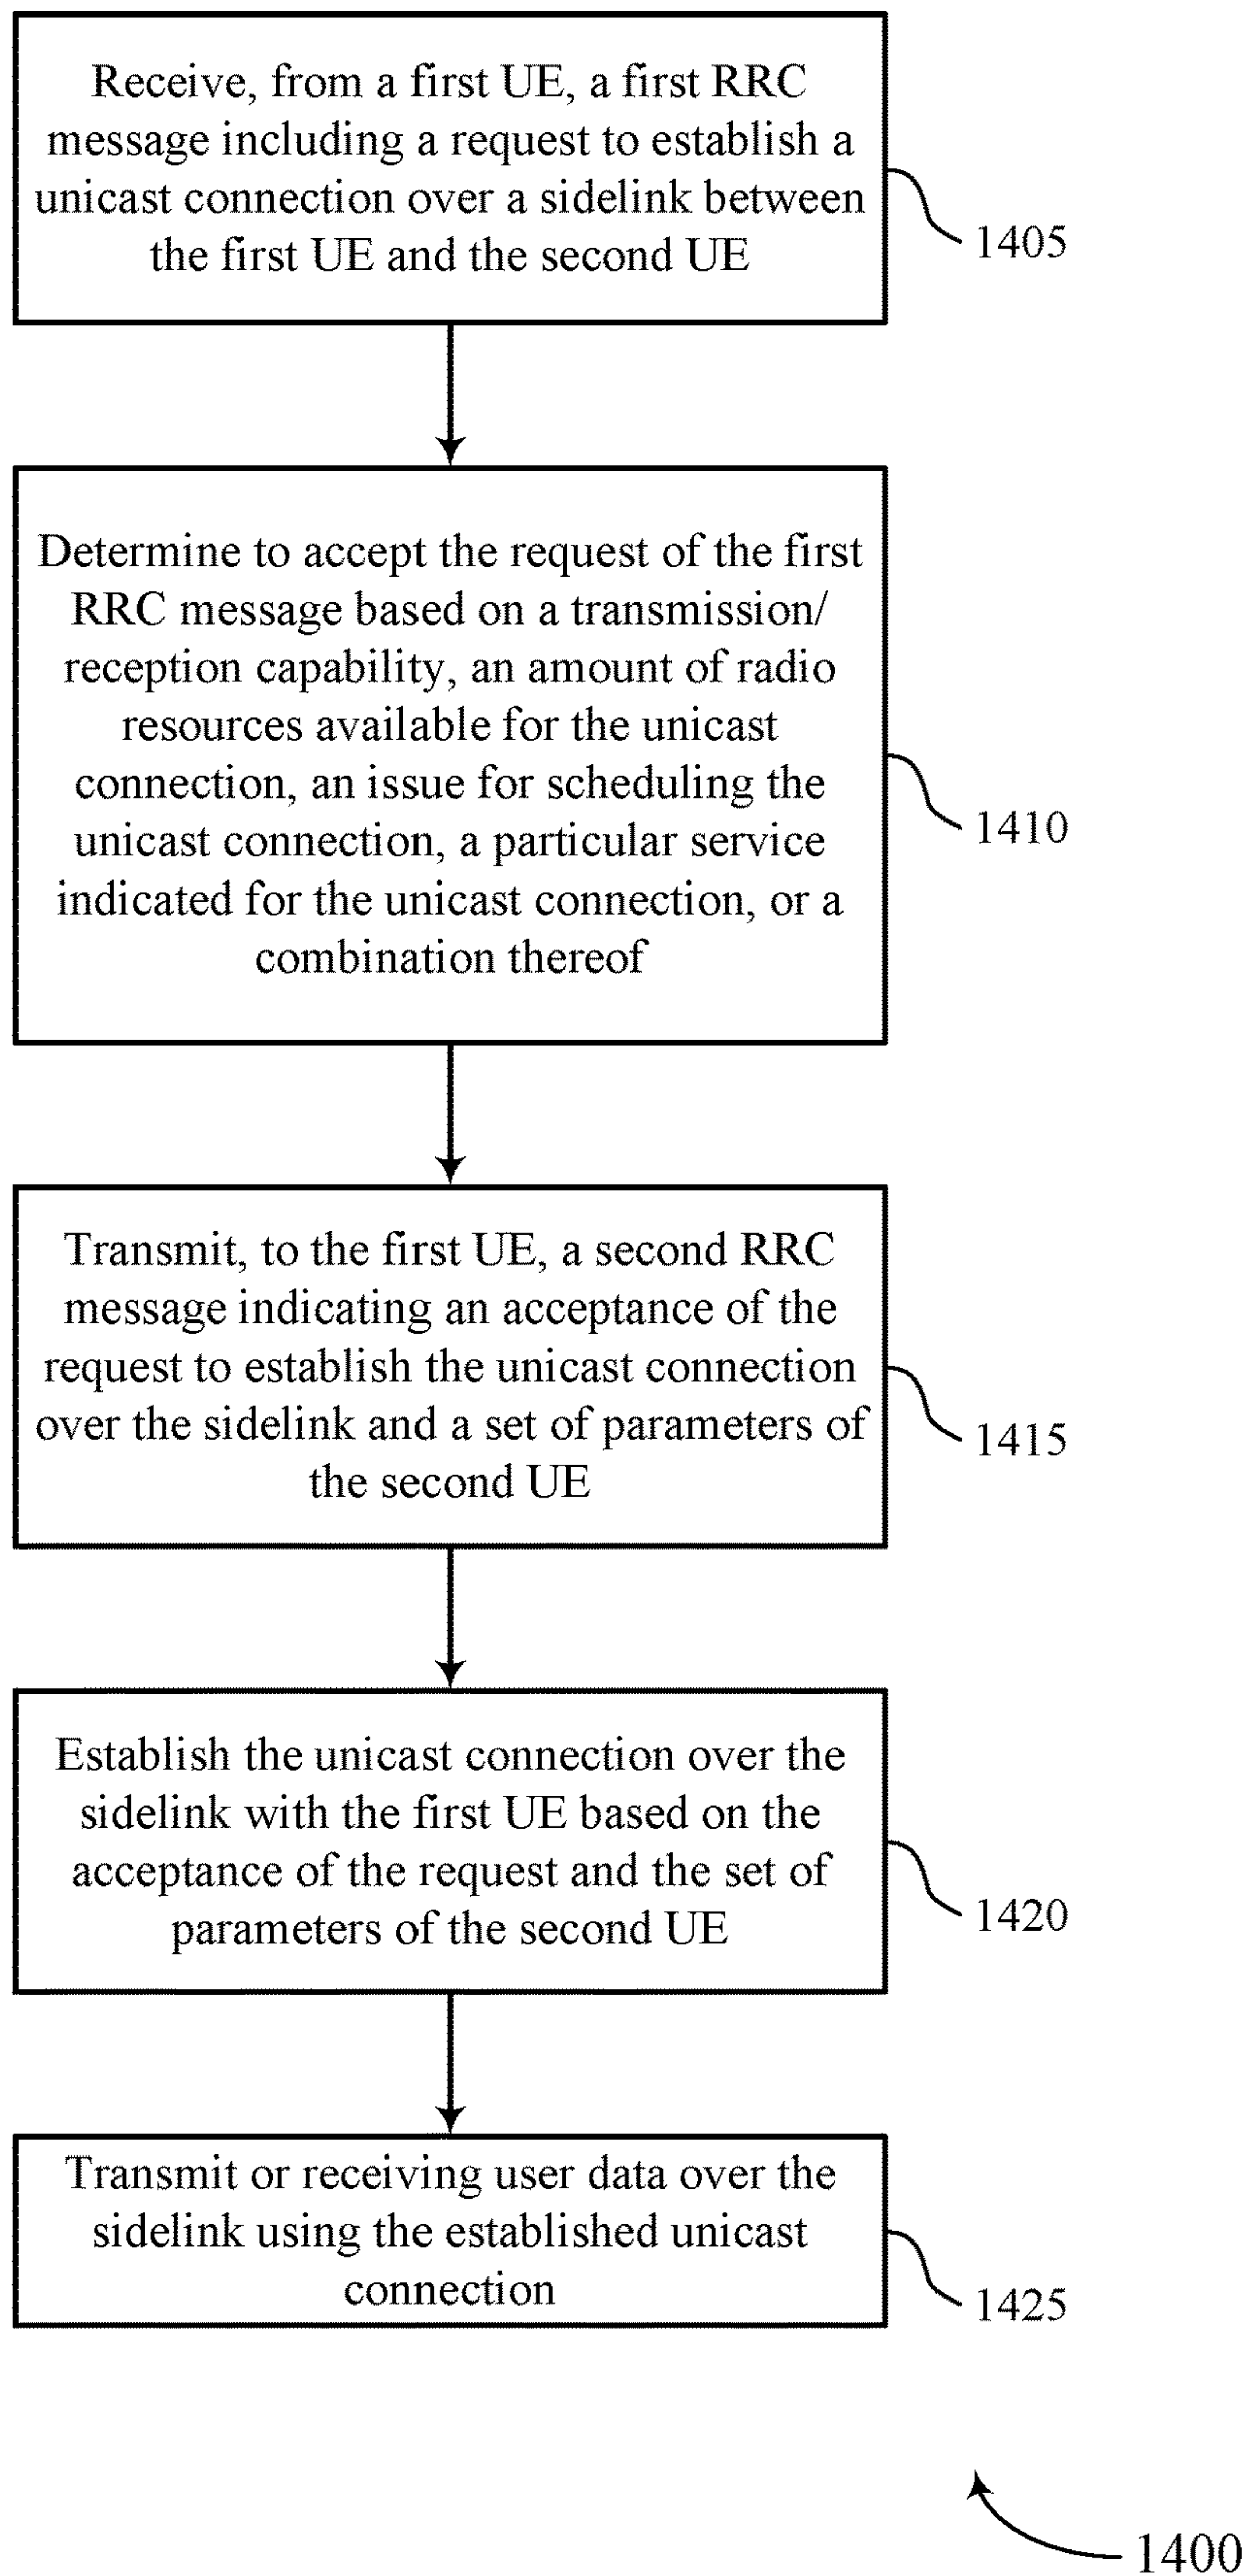 Receive, from a first UE, a first RRC
message including a request to establish a
unicast connection over a sidelink between
the first UE and the second UE
1405
Determine to accept the request of the first
RRC message based on a transmission/
reception capability, an amount of radio
resources available for the unicast
connection, an issue for scheduling the
unicast connection, a particular service
indicated for the unicast connection, or a
combination thereof
1410
Transmit, to the first UE, a second RRC
message indicating an acceptance of the
request to establish the unicast connection
over the sidelink and a set of parameters of
the second UE
1415
Establish the unicast connection over the
sidelink with the first UE based on the
acceptance of the request and the set of
parameters of the second UE
1420
Transmit or receiving user data over the
sidelink using the established unicast
connection
1425
1400